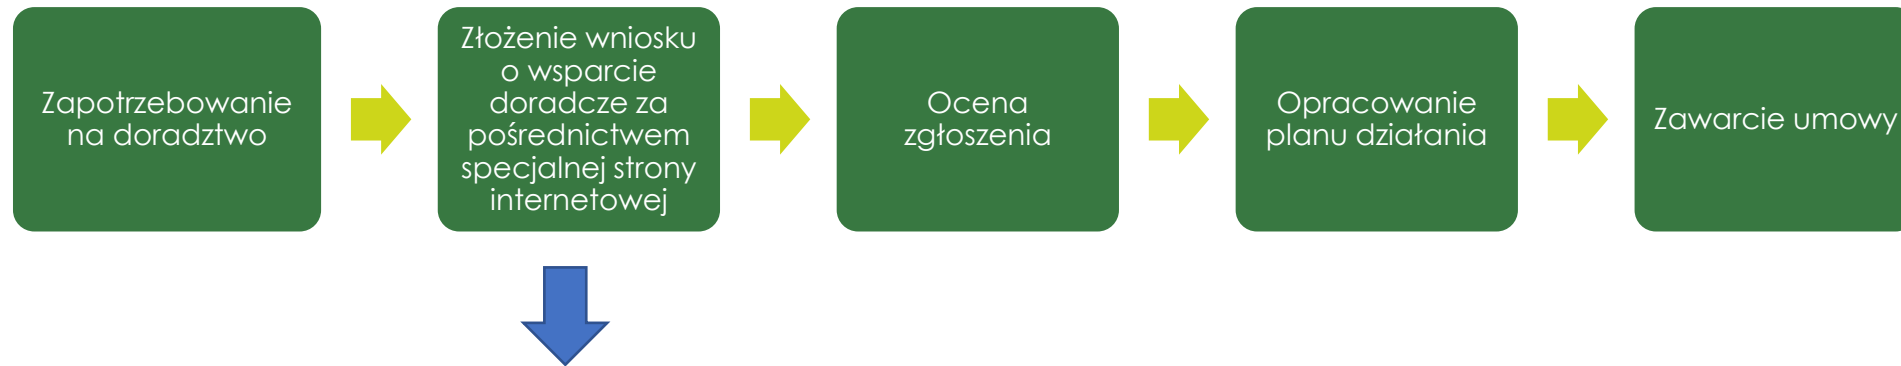 Zapotrzebowanie
na doradztwo
Złożenie wniosku
o wsparcie
doradcze za
pośrednictwem
specjalnej strony
internetowej
Ocena
zgłoszenia
Opracowanie
planu działania
Zawarcie umowy